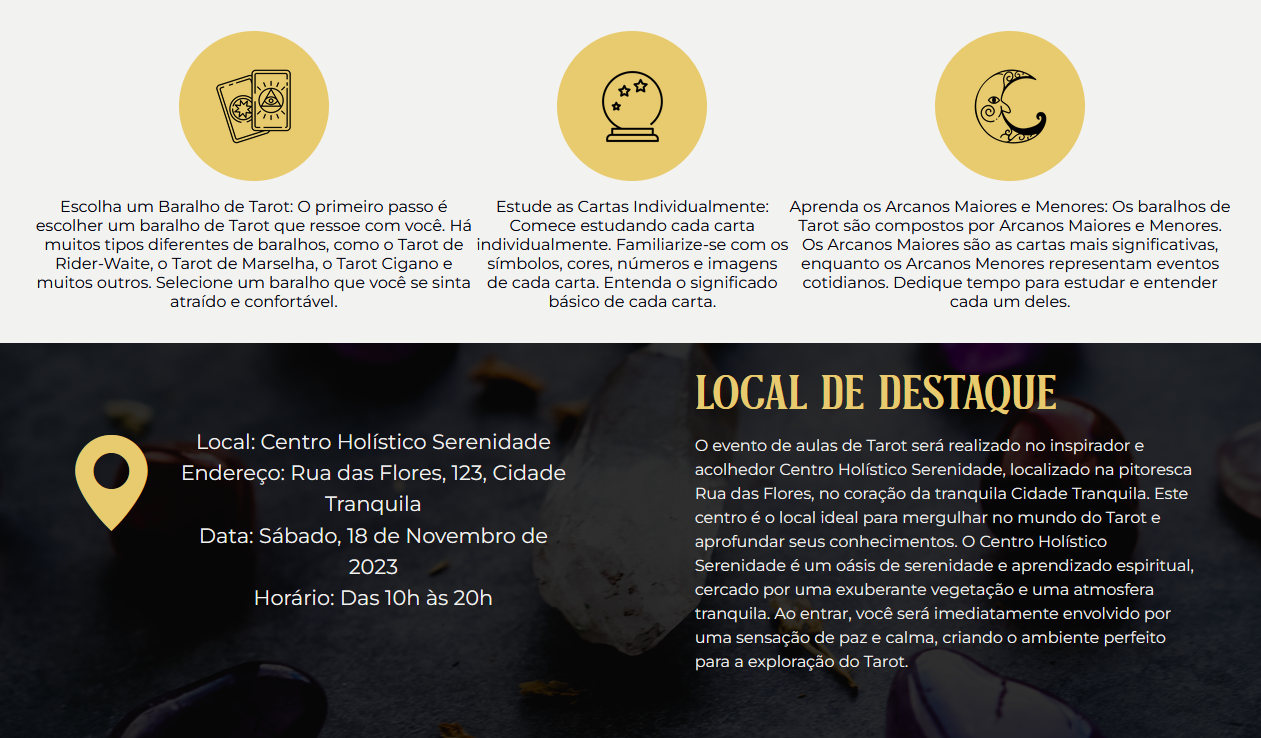 Escolha um Baralho de Tarot: O primeiro passo é
escolher um baralho de Tarot que ressoe com você. Há
muitos tipos diferentes de baralhos, como o Tarot de
Rider-Waite, o Tarot de Marselha, o Tarot Cigano e
muitos outros. Selecione um baralho que você se sinta
atraído e confortável.
Estude as Cartas Individualmente:
Comece estudando cada carta
individualmente. Familiarize-se com os
símbolos, cores, números e imagens
de cada carta. Entenda o significado
básico de cada carta.
Aprenda os Arcanos Maiores e Menores: Os baralhos de
Tarot são compostos por Arcanos Maiores e Menores.
Os Arcanos Maiores são as cartas mais significativas,
enquanto os Arcanos Menores representam eventos
cotidianos. Dedique tempo para estudar e entender
cada um deles.
Local: Centro Holístico Serenidade
Endereço: Rua das Flores, 123, Cidade
Tranquila
Data: Sábado, 18 de Novembro de
2023
Horário: Das 10h às 20h
LOCAL DE DESTAQUE
O evento de aulas de Tarot será realizado no inspirador e
acolhedor Centro Holístico Serenidade, localizado na pitoresca
Rua das Flores, no coração da tranquila Cidade Tranquila. Este
centro é o local ideal para mergulhar no mundo do Tarot e
aprofundar seus conhecimentos. O Centro Holístico
Serenidade é um oásis de serenidade e aprendizado espiritual,
cercado por uma exuberante vegetação e uma atmosfera
tranquila. Ao entrar, você será imediatamente envolvido por
uma sensação de paz e calma, criando o ambiente perfeito
para a exploração do Tarot.